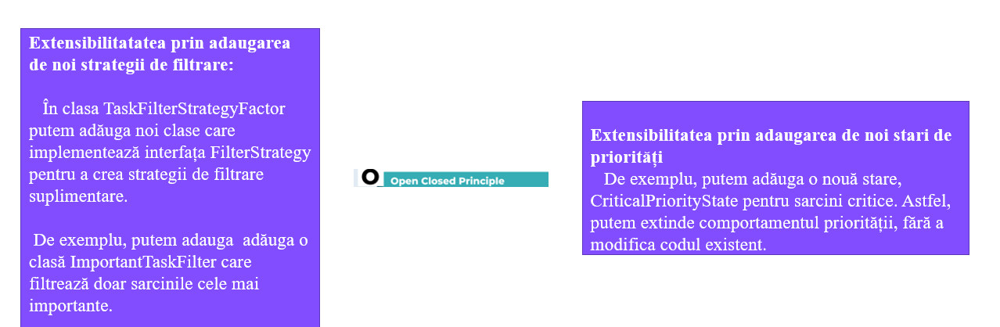 Extensibilitatatea prin adaugarea
de noi strategii de filtrare:
În clasa TaskFilterStrategyFactor
putem adăuga noi clase care
implementează interfața FilterStrategy
pentru a crea strategii de filtrare
suplimentare.
De exemplu, putem adauga  adăuga o
clasă ImportantTaskFilter care
filtrează doar sarcinile cele mai
importante.
O Open Closed Principle
Extensibilitatea prin adaugarea de noi stari de
priorități
De exemplu, putem adăuga o nouă stare,
CriticalPriorityState pentru sarcini critice. Astfel,
putem extinde comportamentul priorității, fără a
modifica codul existent.